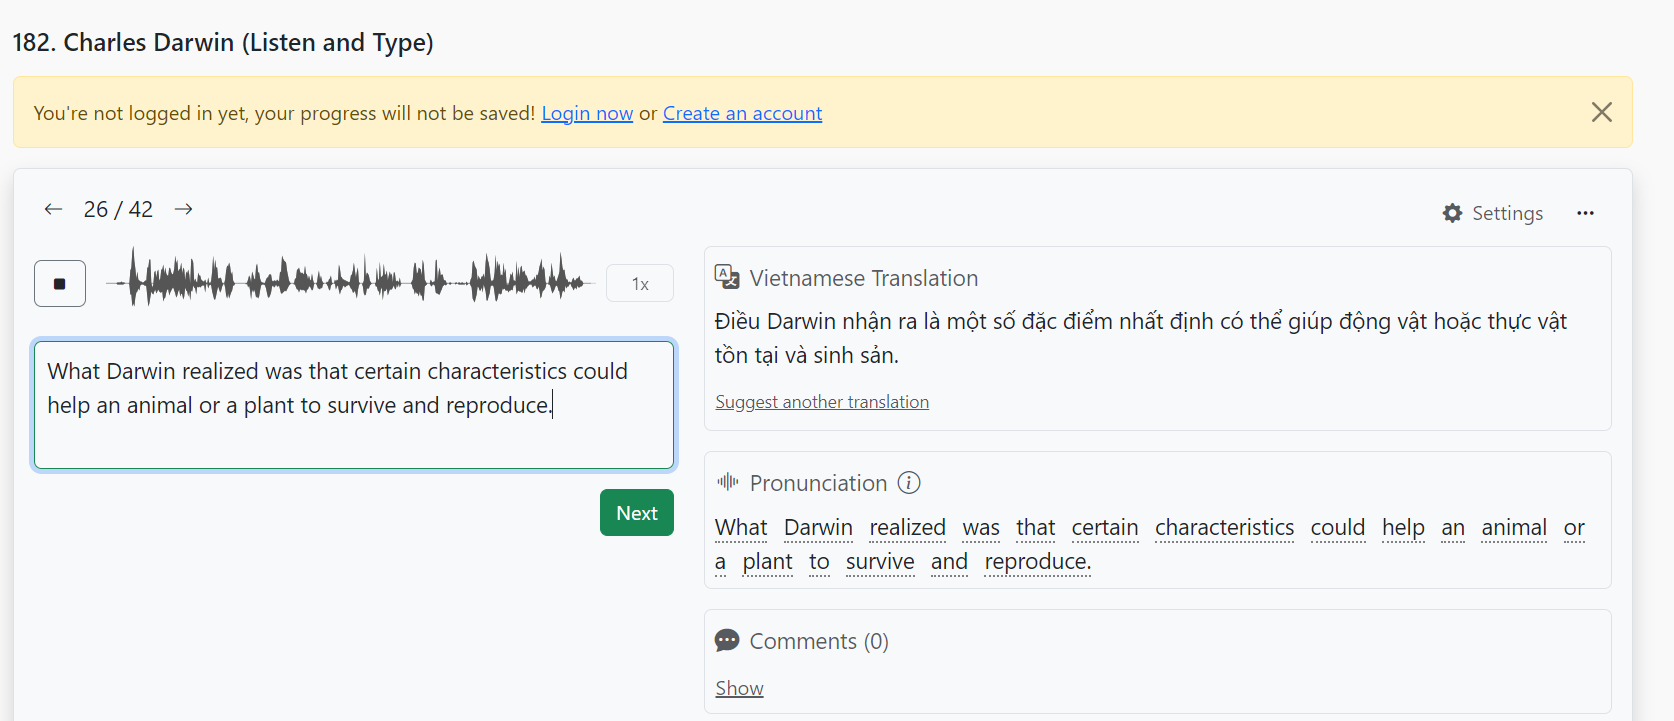 182. Charles Darwin (Listen and Type)
You're not logged in yet, your progress will not be saved! Login now or Create an account
26 / 42
Settings
1x
What Darwin realized was that certain characteristics could
help an animal or a plant to survive and reproduce.
Next
Vietnamese Translation
Điều Darwin nhận ra là một số đặc điểm nhất định có thể giúp động vật hoặc thực vật
tồn tại và sinh sản.
Suggest another translation
Pronunciation
What Darwin realized was that certain characteristics could help an animal or
a plant to survive and reproduce.
Comments (0)
Show